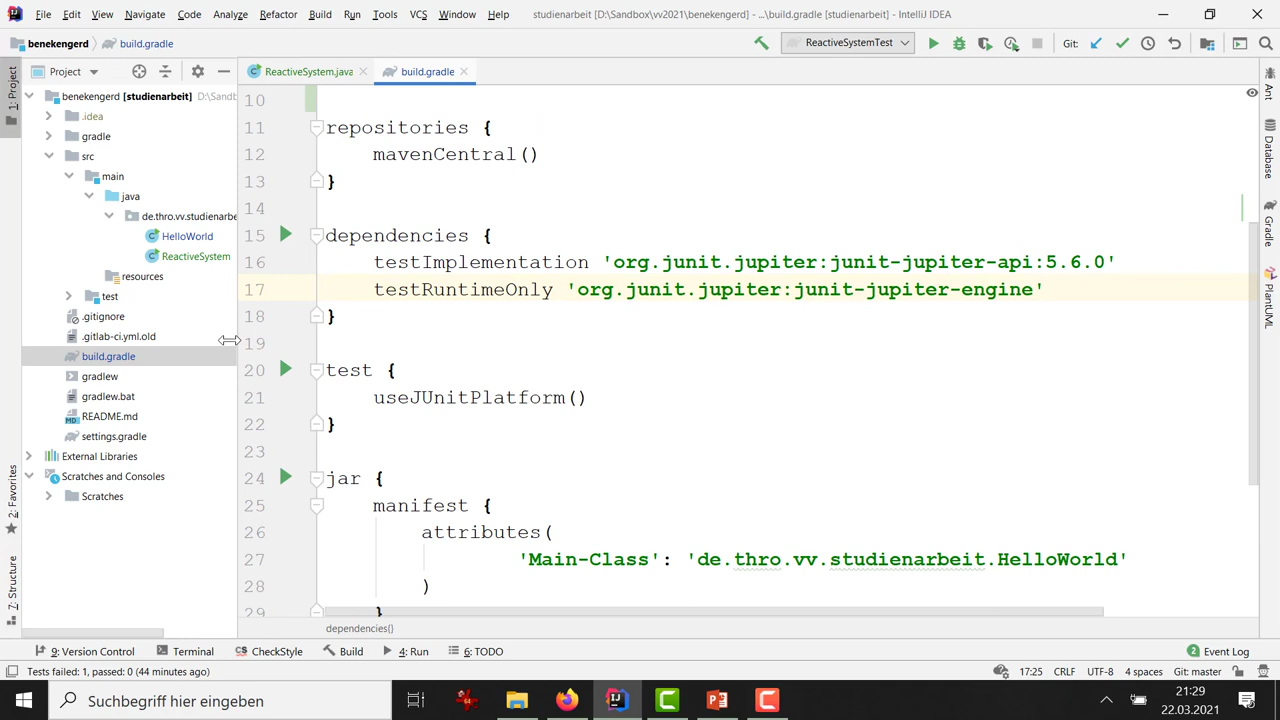 File Edit View Navigate Code Analyze Refactor Build Run Tools VCS Window Help studienarbeit [D:\Sandbox\vv2021\benekengerd] - ...\build.gradle [studienarbeit] - IntelliJ IDEA
benekengerd build.gradle ReactiveSystemTest Git:
1: Project
Project
ReactiveSystem.java
build.gradle
benekengerd [studienarbeit] D:\Sandb
.idea
gradle
src
main
java
de.thro.vv.studienarbe
HelloWorld
ReactiveSystem
resources
test
.gitignore
.gitlab-ci.yml.old
build.gradle
gradlew
gradlew.bat
README.md
settings.gradle
External Libraries
Scratches and Consoles
Scratches
2: Favorites
7: Structure
10
11 repositories {
12 mavenCentral()
13 }
14
15 dependencies {
16 testImplementation 'org.junit.jupiter:junit-jupiter-api:5.6.0'
17 testRuntimeOnly 'org.junit.jupiter:junit-jupiter-engine'
18 }
19
20 test {
21 useJUnitPlatform()
22 }
23
24 jar {
25 manifest {
26 attributes(
27 'Main-Class': 'de.thro.vv.studienarbeit.HelloWorld'
28 )
29 }
dependencies{}
Ant
Database
Gradle
PlantUML
9: Version Control Terminal CheckStyle Build 4: Run 6: TODO 2 Event Log
Tests failed: 1, passed: 0 (44 minutes ago) 17:25 CRLF UTF-8 4 spaces Git: master
Suchbegriff hier eingeben
21:29
22.03.2021